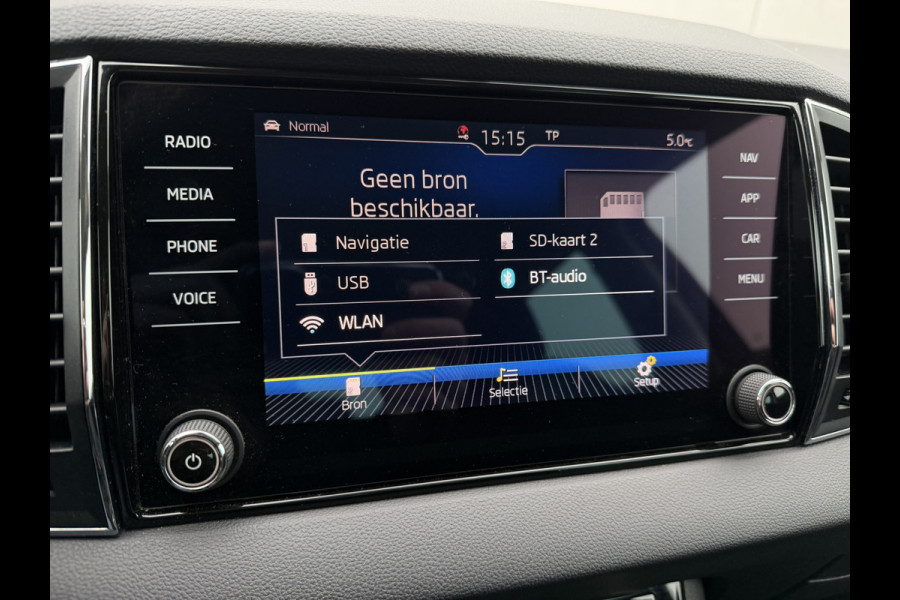 RADIO
MEDIA
PHONE
VOICE
Normal
15:15 TP
5.0°C
Geen bron
beschikbaar.
Navigatie
SD-kaart 2
USB
BT-audio
WLAN
Bron
Selectie
Setup
NAV
APP
CAR
MENU